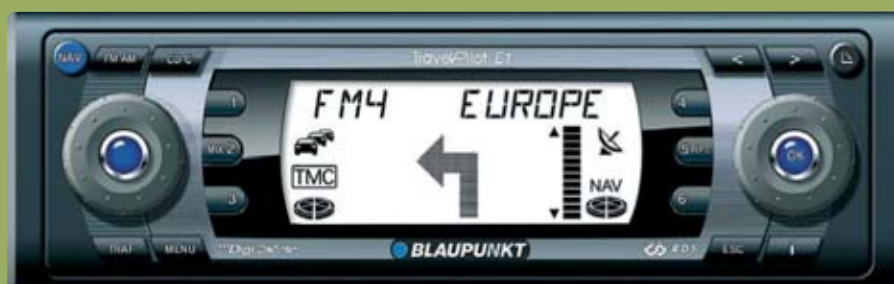 NAV FM AM CD·C TravelPilot E1 < >
FM4 EUROPE
1 4
MIX 2 5 RPT
TMC NAV
OK
3 6
TRAF MENU BLAUPUNKT RDS ESC